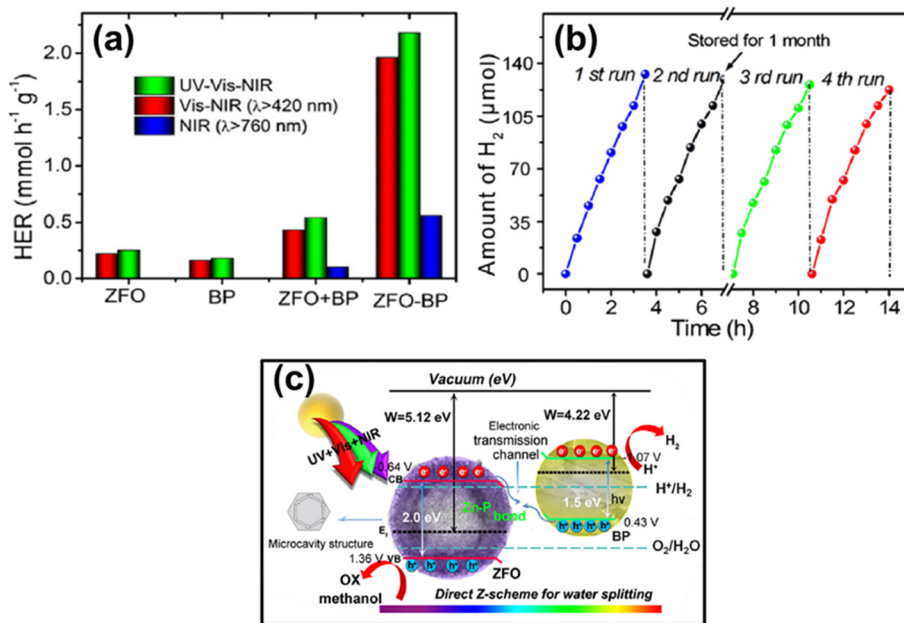 (a)
HER (mmol h⁻¹ g⁻¹)
2.0
1.5
1.0
0.5
0.0
UV-Vis-NIR
Vis-NIR (λ>420 nm)
NIR (λ>760 nm)
ZFO
BP
ZFO+BP
ZFO-BP
(b)
Amount of H₂ (μmol)
140
105
70
35
0
Stored for 1 month
1 st run
2 nd run
3 rd run
4 th run
0
2
4
6
8
10
12
14
Time (h)
(c)
Vacuum (eV)
W=5.12 eV
W=4.22 eV
Electronic
transmission
channel
H₂
UV+Vis+NIR
-0.64 V
CB
e⁻ e⁻ e⁻ e⁻
e⁻ e⁻ e⁻ e⁻
-1.07 V
H⁺
H⁺/H₂
Zn-P
bond
1.5 eV
hν
2.0 eV
Microcavity structure
E_f
h⁺ h⁺ h⁺ h⁺
0.43 V
BP
O₂/H₂O
1.36 V
VB
h⁺ h⁺ h⁺ h⁺
ZFO
OX
methanol
Direct Z-scheme for water splitting